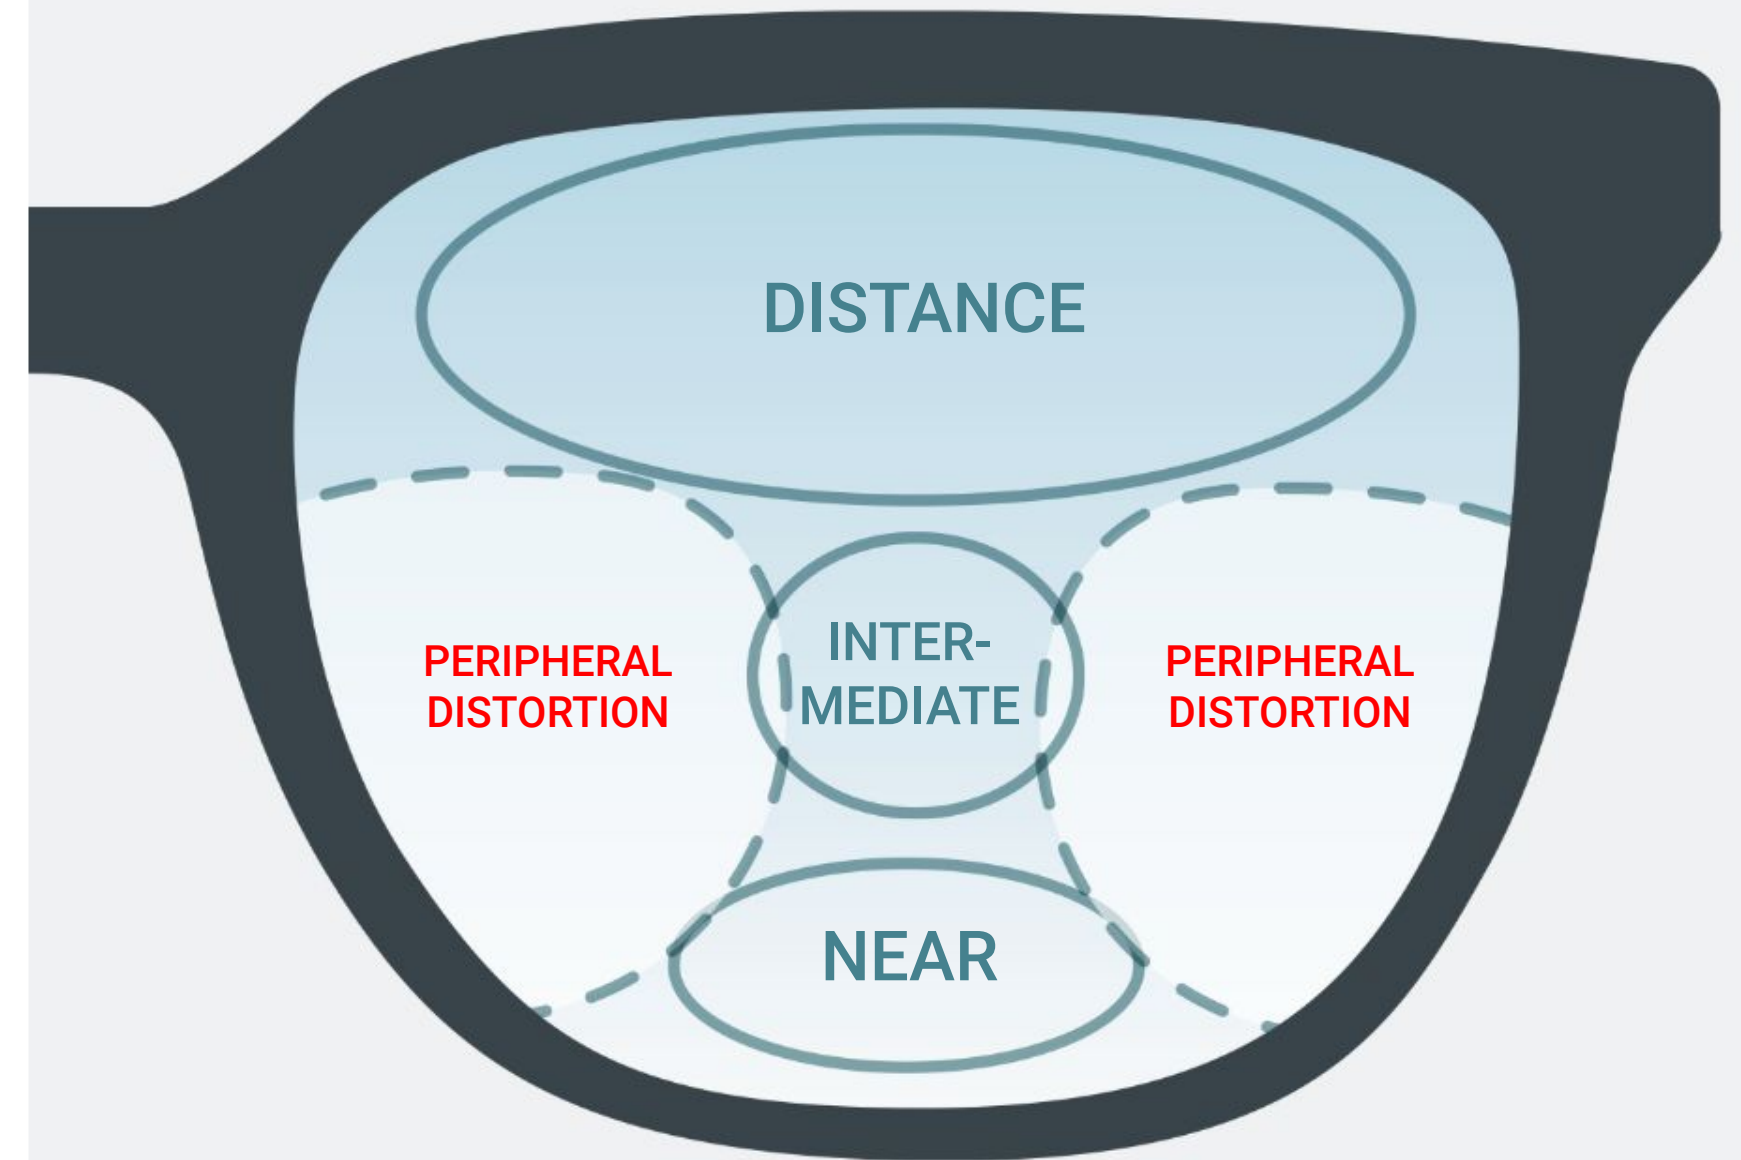 DISTANCE
INTER-
MEDIATE
PERIPHERAL
DISTORTION
PERIPHERAL
DISTORTION
NEAR